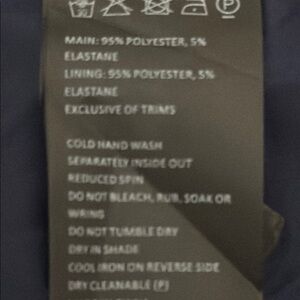 MAIN: 95% POLYESTER, 5%
ELASTANE
LINING: 95% POLYESTER, 5%
ELASTANE
EXCLUSIVE OF TRIMS
COLD HAND WASH
SEPARATELY INSIDE OUT
REDUCED SPIN
DO NOT BLEACH, RUB, SOAK OR
WRING
DO NOT TUMBLE DRY
DRY IN SHADE
COOL IRON ON REVERSE SIDE
DRY CLEANABLE (P)